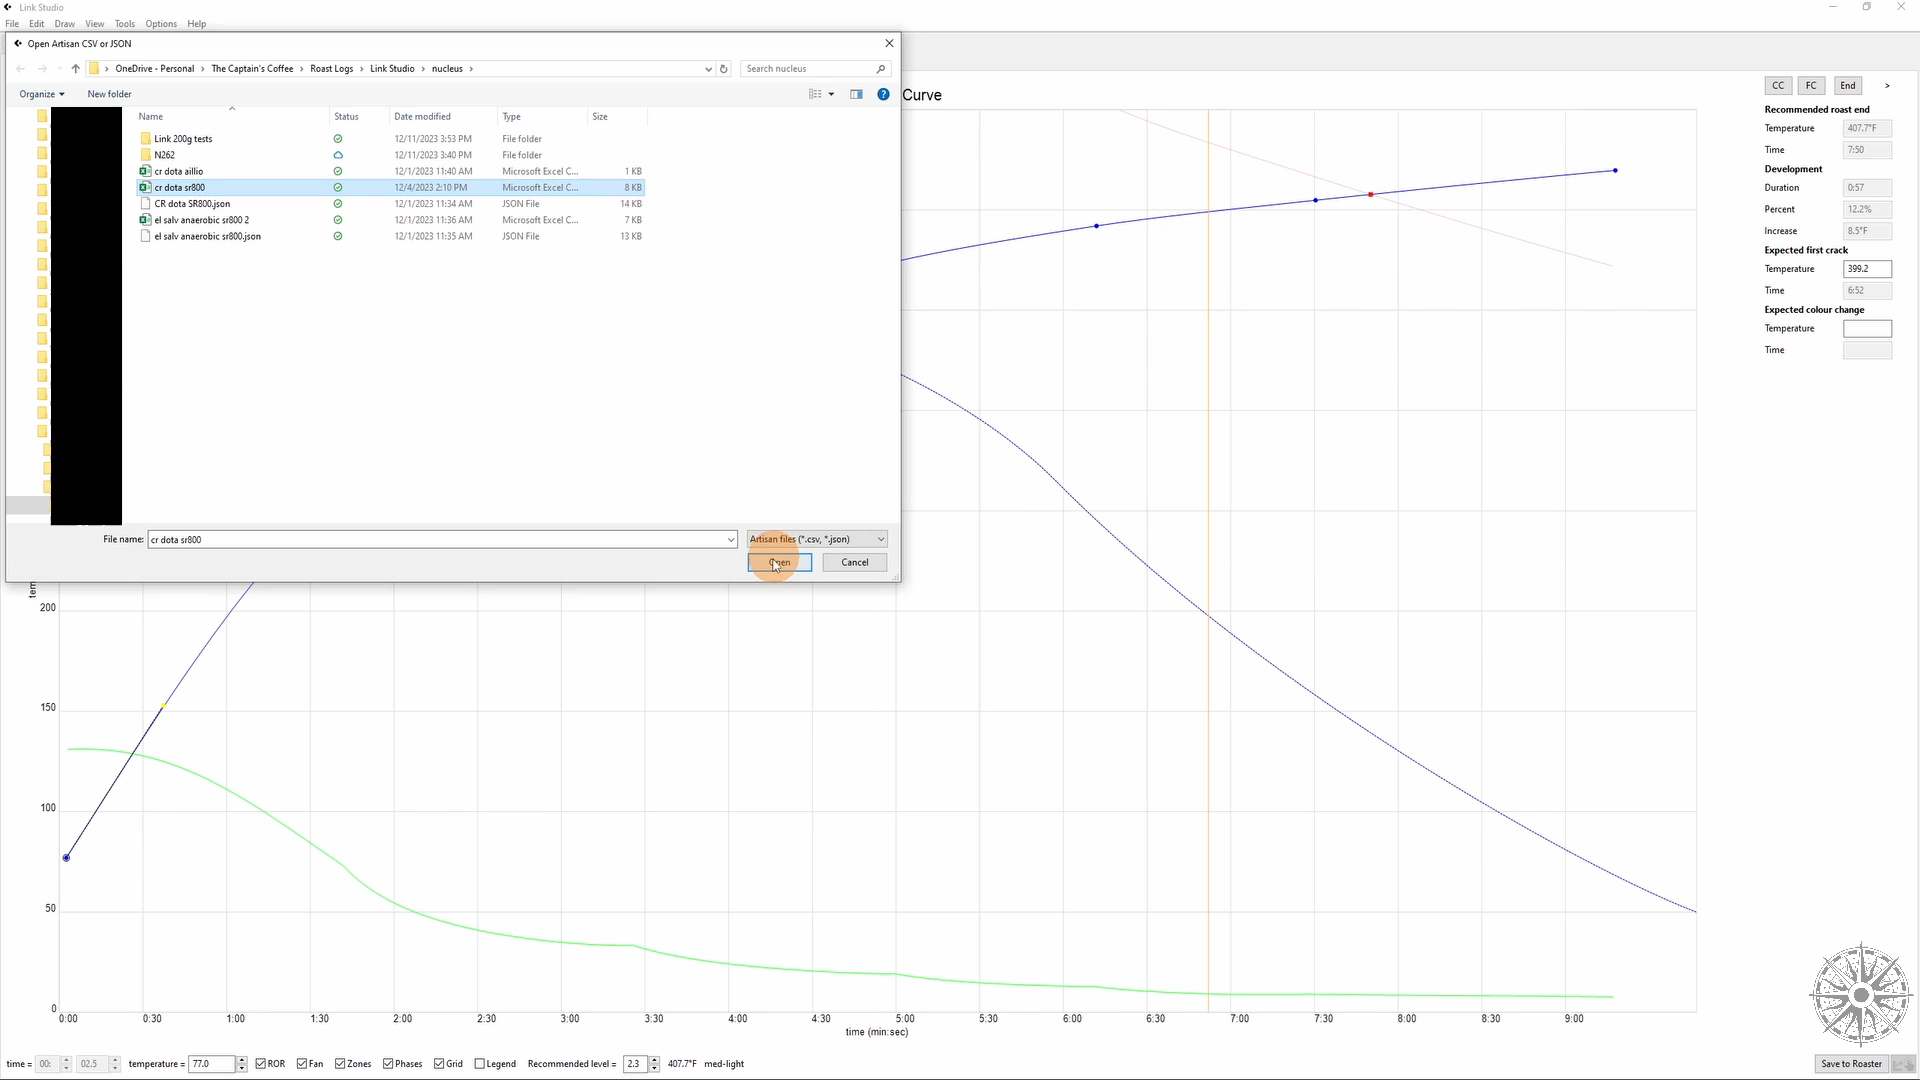 Link Studio
File Edit Draw View Tools Options Help
Open Artisan CSV or JSON
OneDrive - Personal > The Captain's Coffee > Roast Logs > Link Studio > nucleus >
Search nucleus
Organize New folder
Name Status Date modified Type Size
Link 200g tests 12/11/2023 3:53 PM File folder
N262 12/11/2023 3:40 PM File folder
cr dota aillio 12/1/2023 11:40 AM Microsoft Excel C... 1 KB
cr dota sr800 12/4/2023 2:10 PM Microsoft Excel C... 8 KB
CR dota SR800.json 12/1/2023 11:34 AM JSON File 14 KB
el salv anaerobic sr800 2 12/1/2023 11:36 AM Microsoft Excel C... 7 KB
el salv anaerobic sr800.json 12/1/2023 11:35 AM JSON File 13 KB
File name: cr dota sr800 Artisan files (*.csv, *.json)
Open Cancel
Curve
CC FC End >
Recommended roast end
Temperature 407.7°F
Time 7:50
Development
Duration 0:57
Percent 12.2%
Increase 8.5°F
Expected first crack
Temperature 399.2
Time 6:52
Expected colour change
Temperature
Time
200
150
100
50
0
0:00 0:30 1:00 1:30 2:00 2:30 3:00 3:30 4:00 4:30 5:00 5:30 6:00 6:30 7:00 7:30 8:00 8:30 9:00
time (min:sec)
time = 00: 02.5 temperature = 77.0 ROR Fan Zones Phases Grid Legend Recommended level = 2.3 407.7°F med-light
Save to Roaster